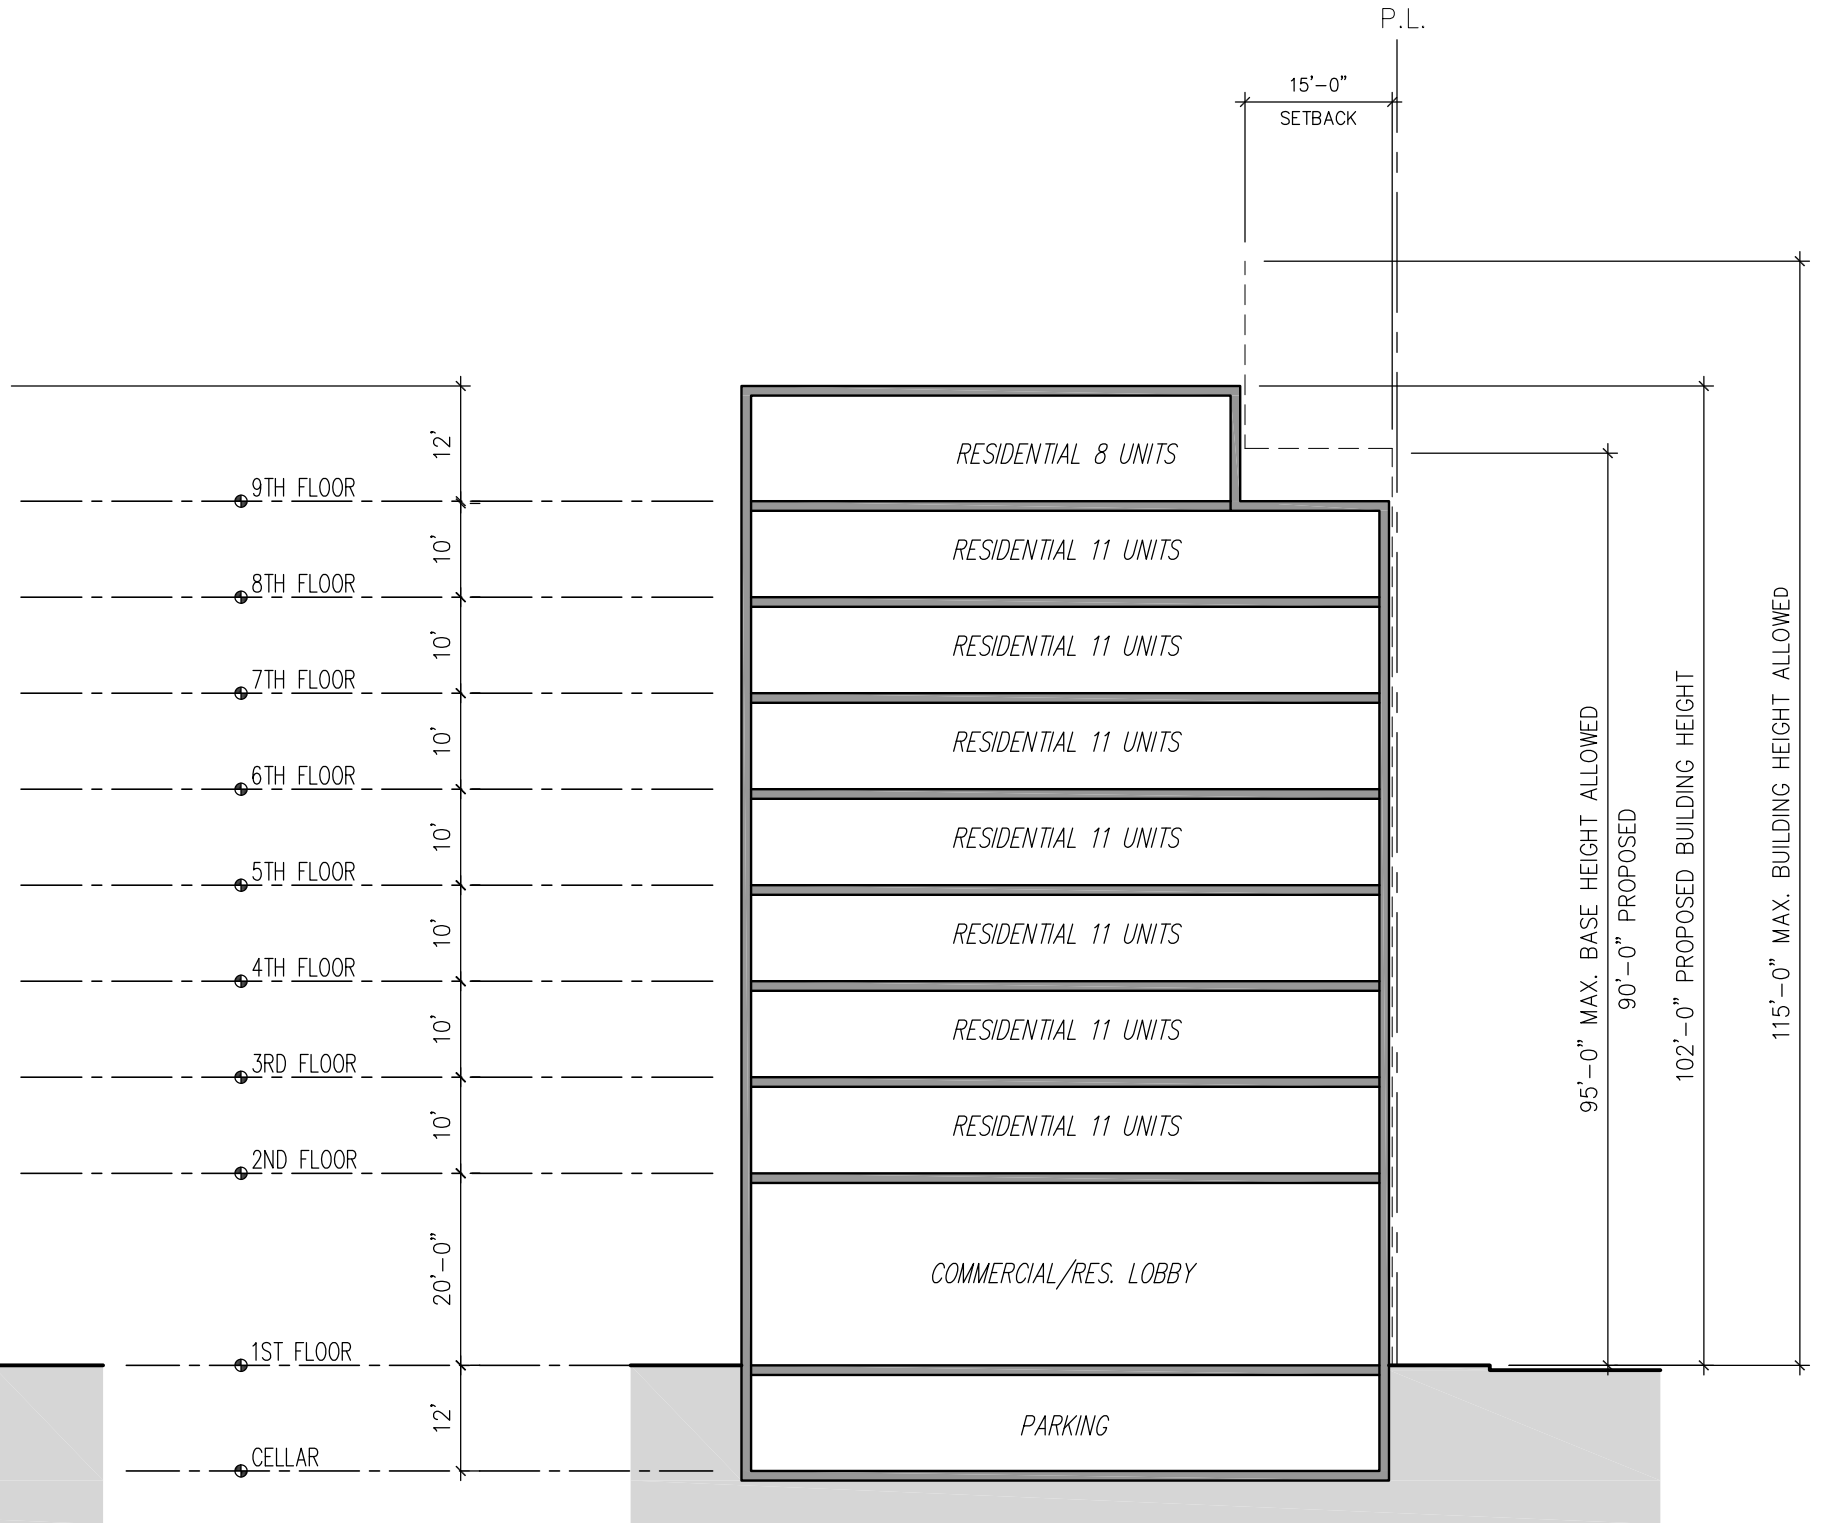 P.L.
15'-0"
SETBACK
12'
RESIDENTIAL 8 UNITS
9TH FLOOR
10'
RESIDENTIAL 11 UNITS
8TH FLOOR
10'
RESIDENTIAL 11 UNITS
7TH FLOOR
10'
RESIDENTIAL 11 UNITS
6TH FLOOR
10'
RESIDENTIAL 11 UNITS
5TH FLOOR
10'
RESIDENTIAL 11 UNITS
4TH FLOOR
10'
RESIDENTIAL 11 UNITS
3RD FLOOR
10'
RESIDENTIAL 11 UNITS
2ND FLOOR
20'-0"
COMMERCIAL/RES. LOBBY
1ST FLOOR
12'
PARKING
CELLAR
95'-0" MAX. BASE HEIGHT ALLOWED
90'-0" PROPOSED
102'-0" PROPOSED BUILDING HEIGHT
115'-0" MAX. BUILDING HEIGHT ALLOWED